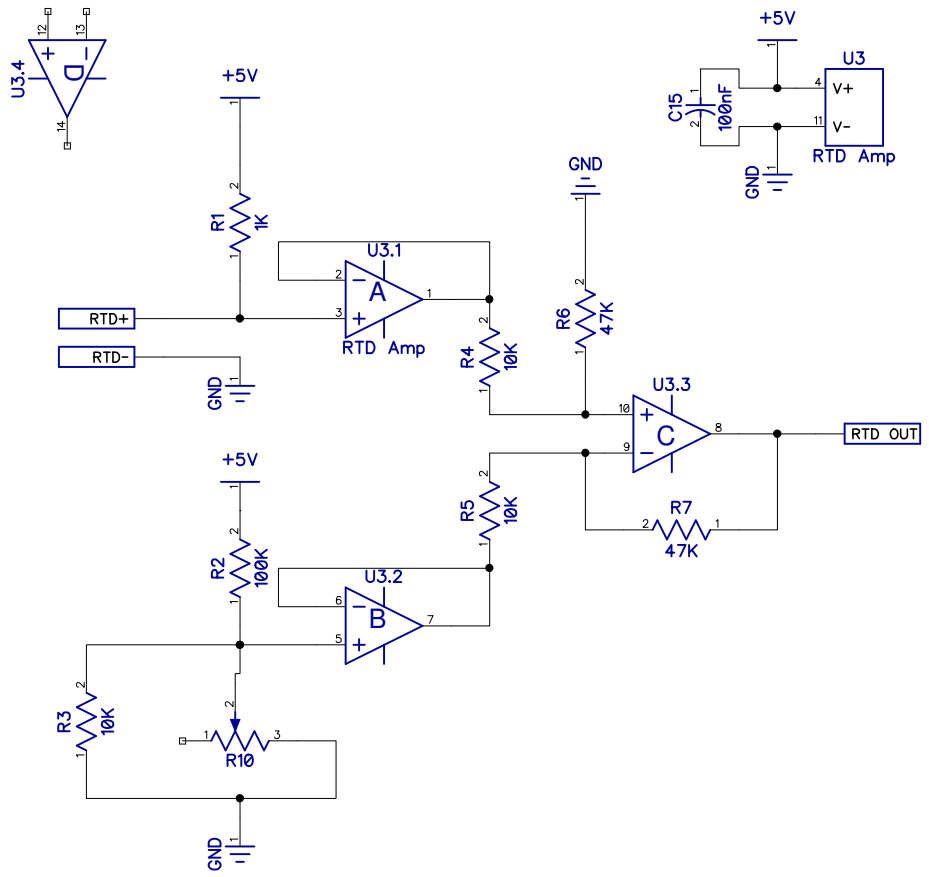 12
13
+
−
D
U3.4
14
+5V
1
2
R1
1K
1
+5V
1
C15
1
100nF
2
U3
4
V+
11
V-
RTD Amp
GND
1
GND
1
2
R6
47K
1
U3.1
2
−
A
3
+
1
RTD Amp
RTD+
RTD-
GND
1
2
R4
10K
1
U3.3
10
+
C
9
−
8
RTD OUT
+5V
1
2
R2
100K
1
2
R5
10K
1
R7
2
1
47K
U3.2
6
−
B
5
+
7
2
R3
10K
1
2
1
3
R10
GND
1